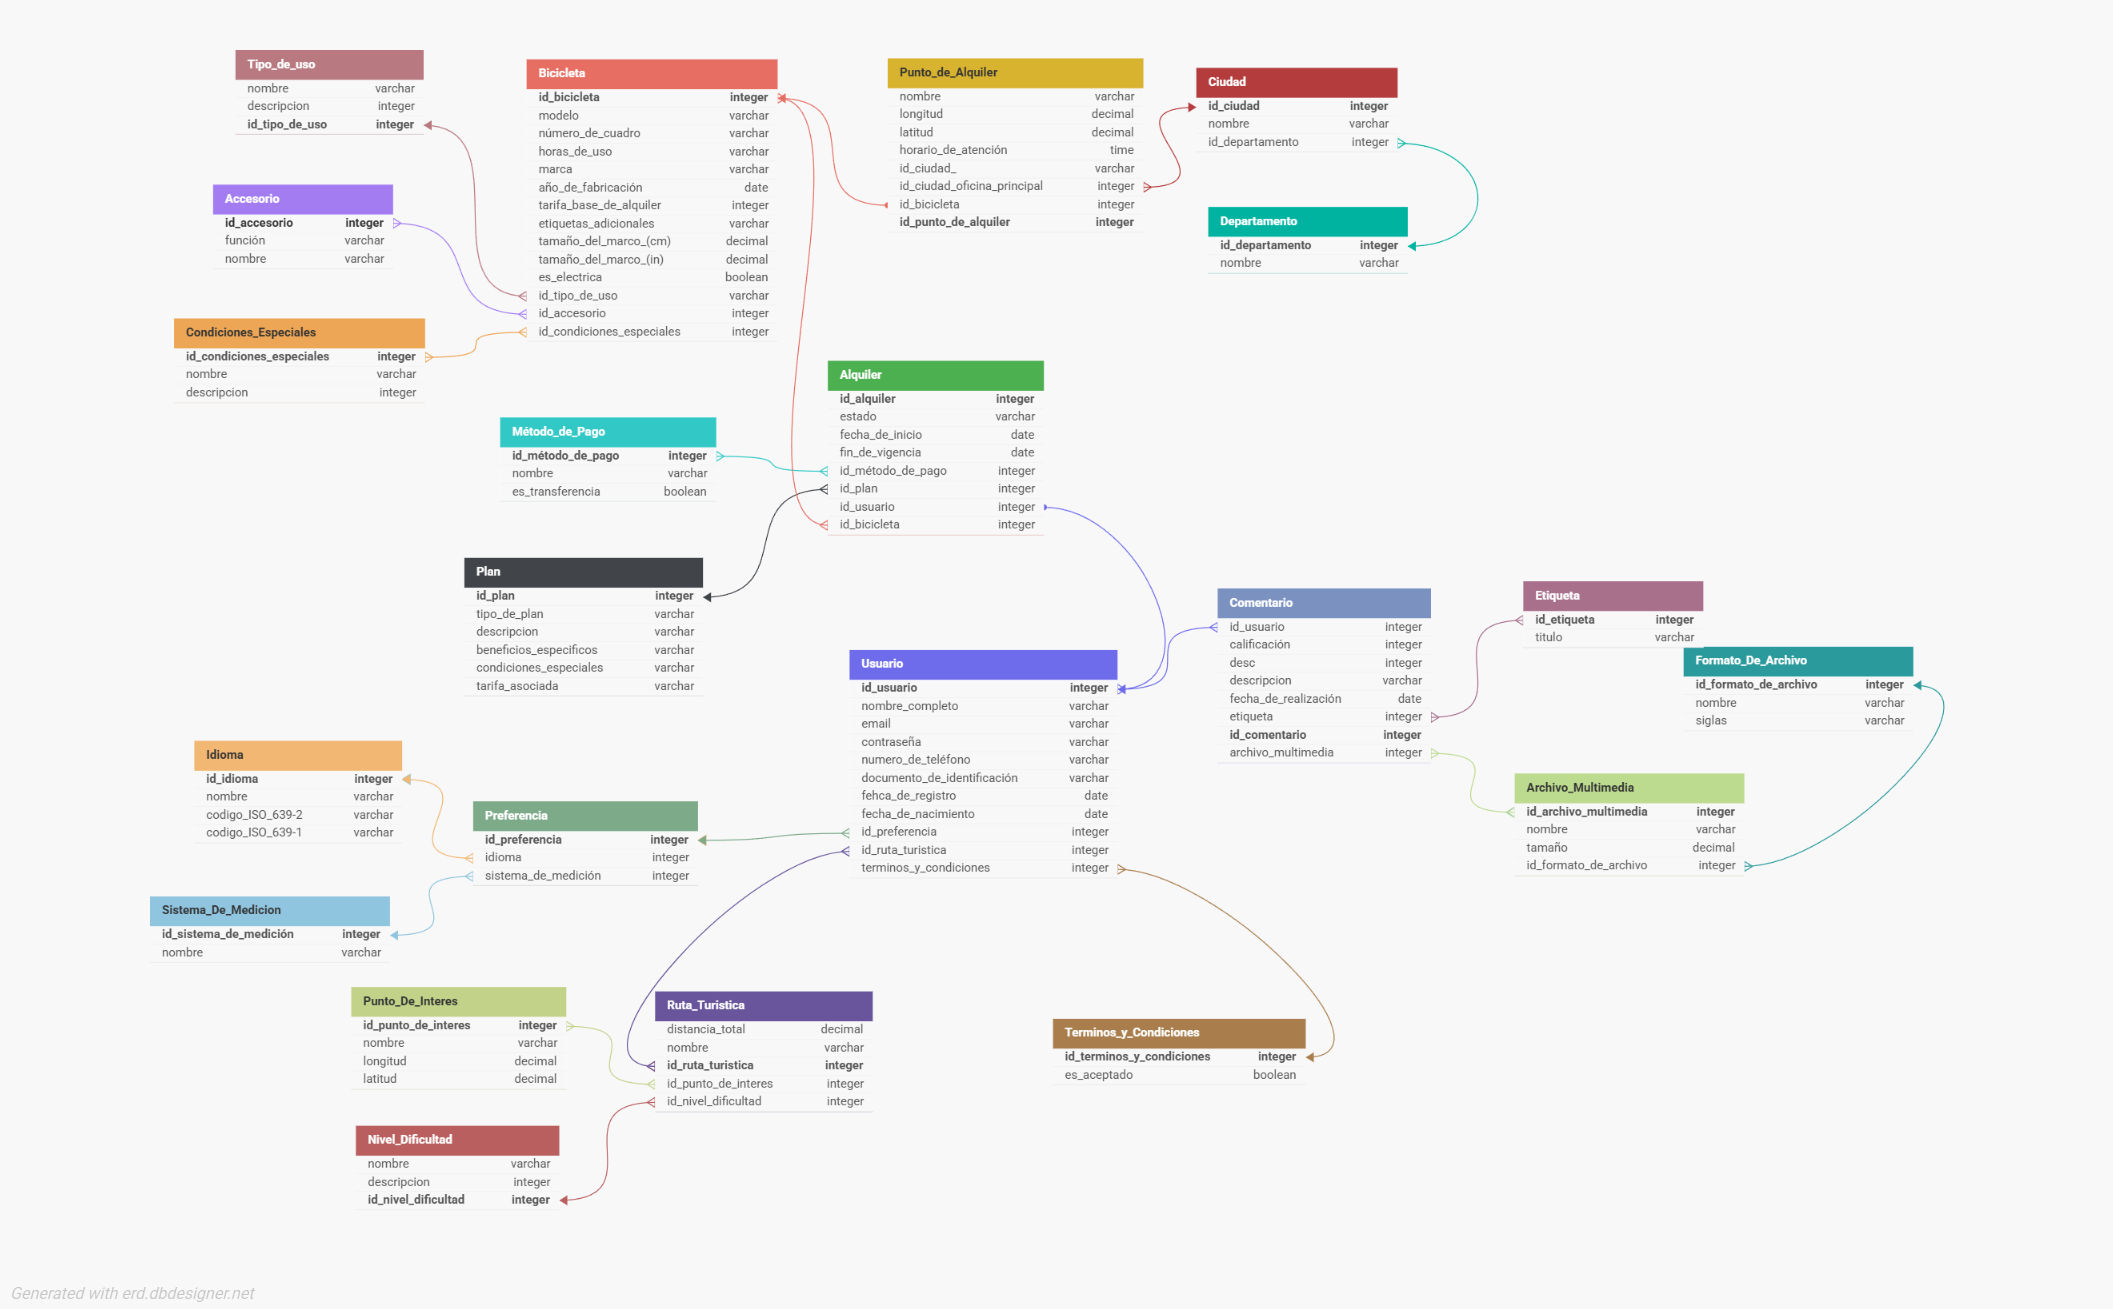 Tipo_de_uso
nombre varchar
descripcion integer
id_tipo_de_uso integer
Bicicleta
id_bicicleta integer
modelo varchar
número_de_cuadro varchar
horas_de_uso varchar
marca varchar
año_de_fabricación date
tarifa_base_de_alquiler integer
etiquetas_adicionales varchar
tamaño_del_marco_(cm) decimal
tamaño_del_marco_(in) decimal
es_electrica boolean
id_tipo_de_uso varchar
id_accesorio integer
id_condiciones_especiales integer
Punto_de_Alquiler
nombre varchar
longitud decimal
latitud decimal
horario_de_atención time
id_ciudad_ varchar
id_ciudad_oficina_principal integer
id_bicicleta integer
id_punto_de_alquiler integer
Ciudad
id_ciudad integer
nombre varchar
id_departamento integer
Accesorio
id_accesorio integer
función varchar
nombre varchar
Departamento
id_departamento integer
nombre varchar
Condiciones_Especiales
id_condiciones_especiales integer
nombre varchar
descripcion integer
Alquiler
id_alquiler integer
estado varchar
fecha_de_inicio date
fin_de_vigencia date
id_método_de_pago integer
id_plan integer
id_usuario integer
id_bicicleta integer
Método_de_Pago
id_método_de_pago integer
nombre varchar
es_transferencia boolean
Plan
id_plan integer
tipo_de_plan varchar
descripcion varchar
beneficios_especificos varchar
condiciones_especiales varchar
tarifa_asociada varchar
Comentario
id_usuario integer
calificación integer
desc integer
descripcion varchar
fecha_de_realización date
etiqueta integer
id_comentario integer
archivo_multimedia integer
Etiqueta
id_etiqueta integer
titulo varchar
Formato_De_Archivo
id_formato_de_archivo integer
nombre varchar
siglas varchar
Usuario
id_usuario integer
nombre_completo varchar
email varchar
contraseña varchar
numero_de_teléfono varchar
documento_de_identificación varchar
fehca_de_registro date
fecha_de_nacimiento date
id_preferencia integer
id_ruta_turistica integer
terminos_y_condiciones integer
Archivo_Multimedia
id_archivo_multimedia integer
nombre varchar
tamaño decimal
id_formato_de_archivo integer
Idioma
id_idioma integer
nombre varchar
codigo_ISO_639-2 varchar
codigo_ISO_639-1 varchar
Preferencia
id_preferencia integer
idioma integer
sistema_de_medición integer
Sistema_De_Medicion
id_sistema_de_medición integer
nombre varchar
Punto_De_Interes
id_punto_de_interes integer
nombre varchar
longitud decimal
latitud decimal
Ruta_Turistica
distancia_total decimal
nombre varchar
id_ruta_turistica integer
id_punto_de_interes integer
id_nivel_dificultad integer
Terminos_y_Condiciones
id_terminos_y_condiciones integer
es_aceptado boolean
Nivel_Dificultad
nombre varchar
descripcion integer
id_nivel_dificultad integer
Generated with erd.dbdesigner.net